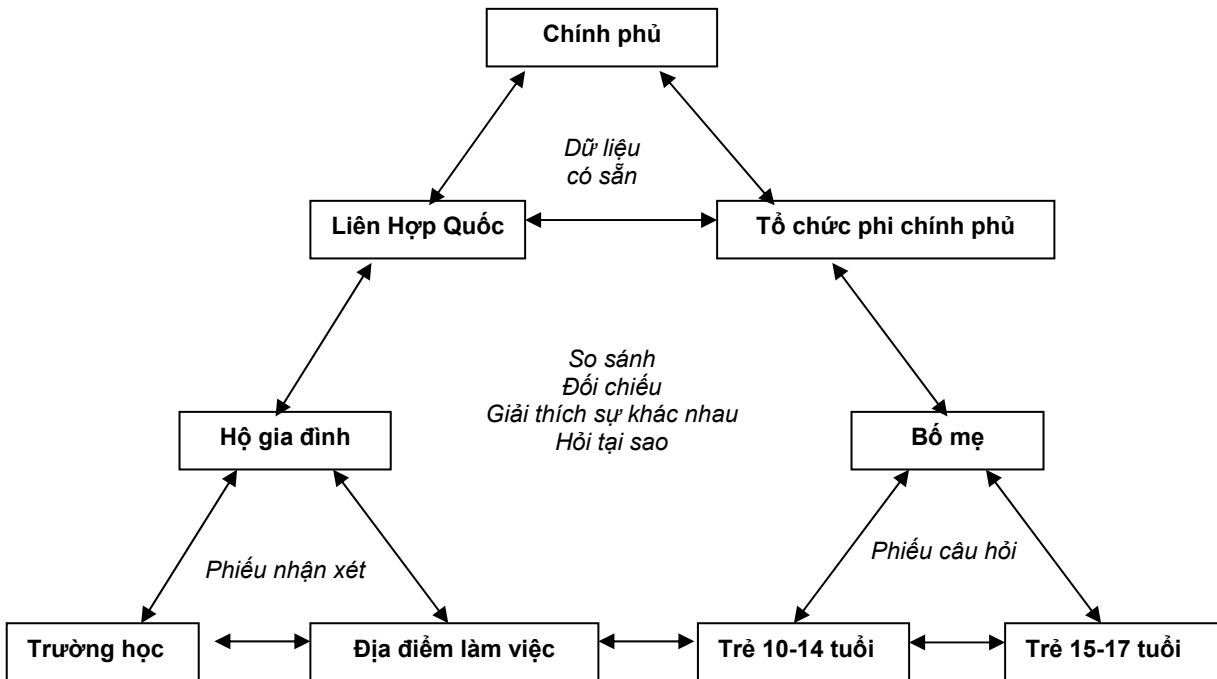 Chính phủ
Dữ liệu
có sẵn
Liên Hợp Quốc
Tổ chức phi chính phủ
So sánh
Đối chiếu
Giải thích sự khác nhau
Hỏi tại sao
Hộ gia đình
Bố mẹ
Phiếu nhận xét
Phiếu câu hỏi
Trường học
Địa điểm làm việc
Trẻ 10-14 tuổi
Trẻ 15-17 tuổi